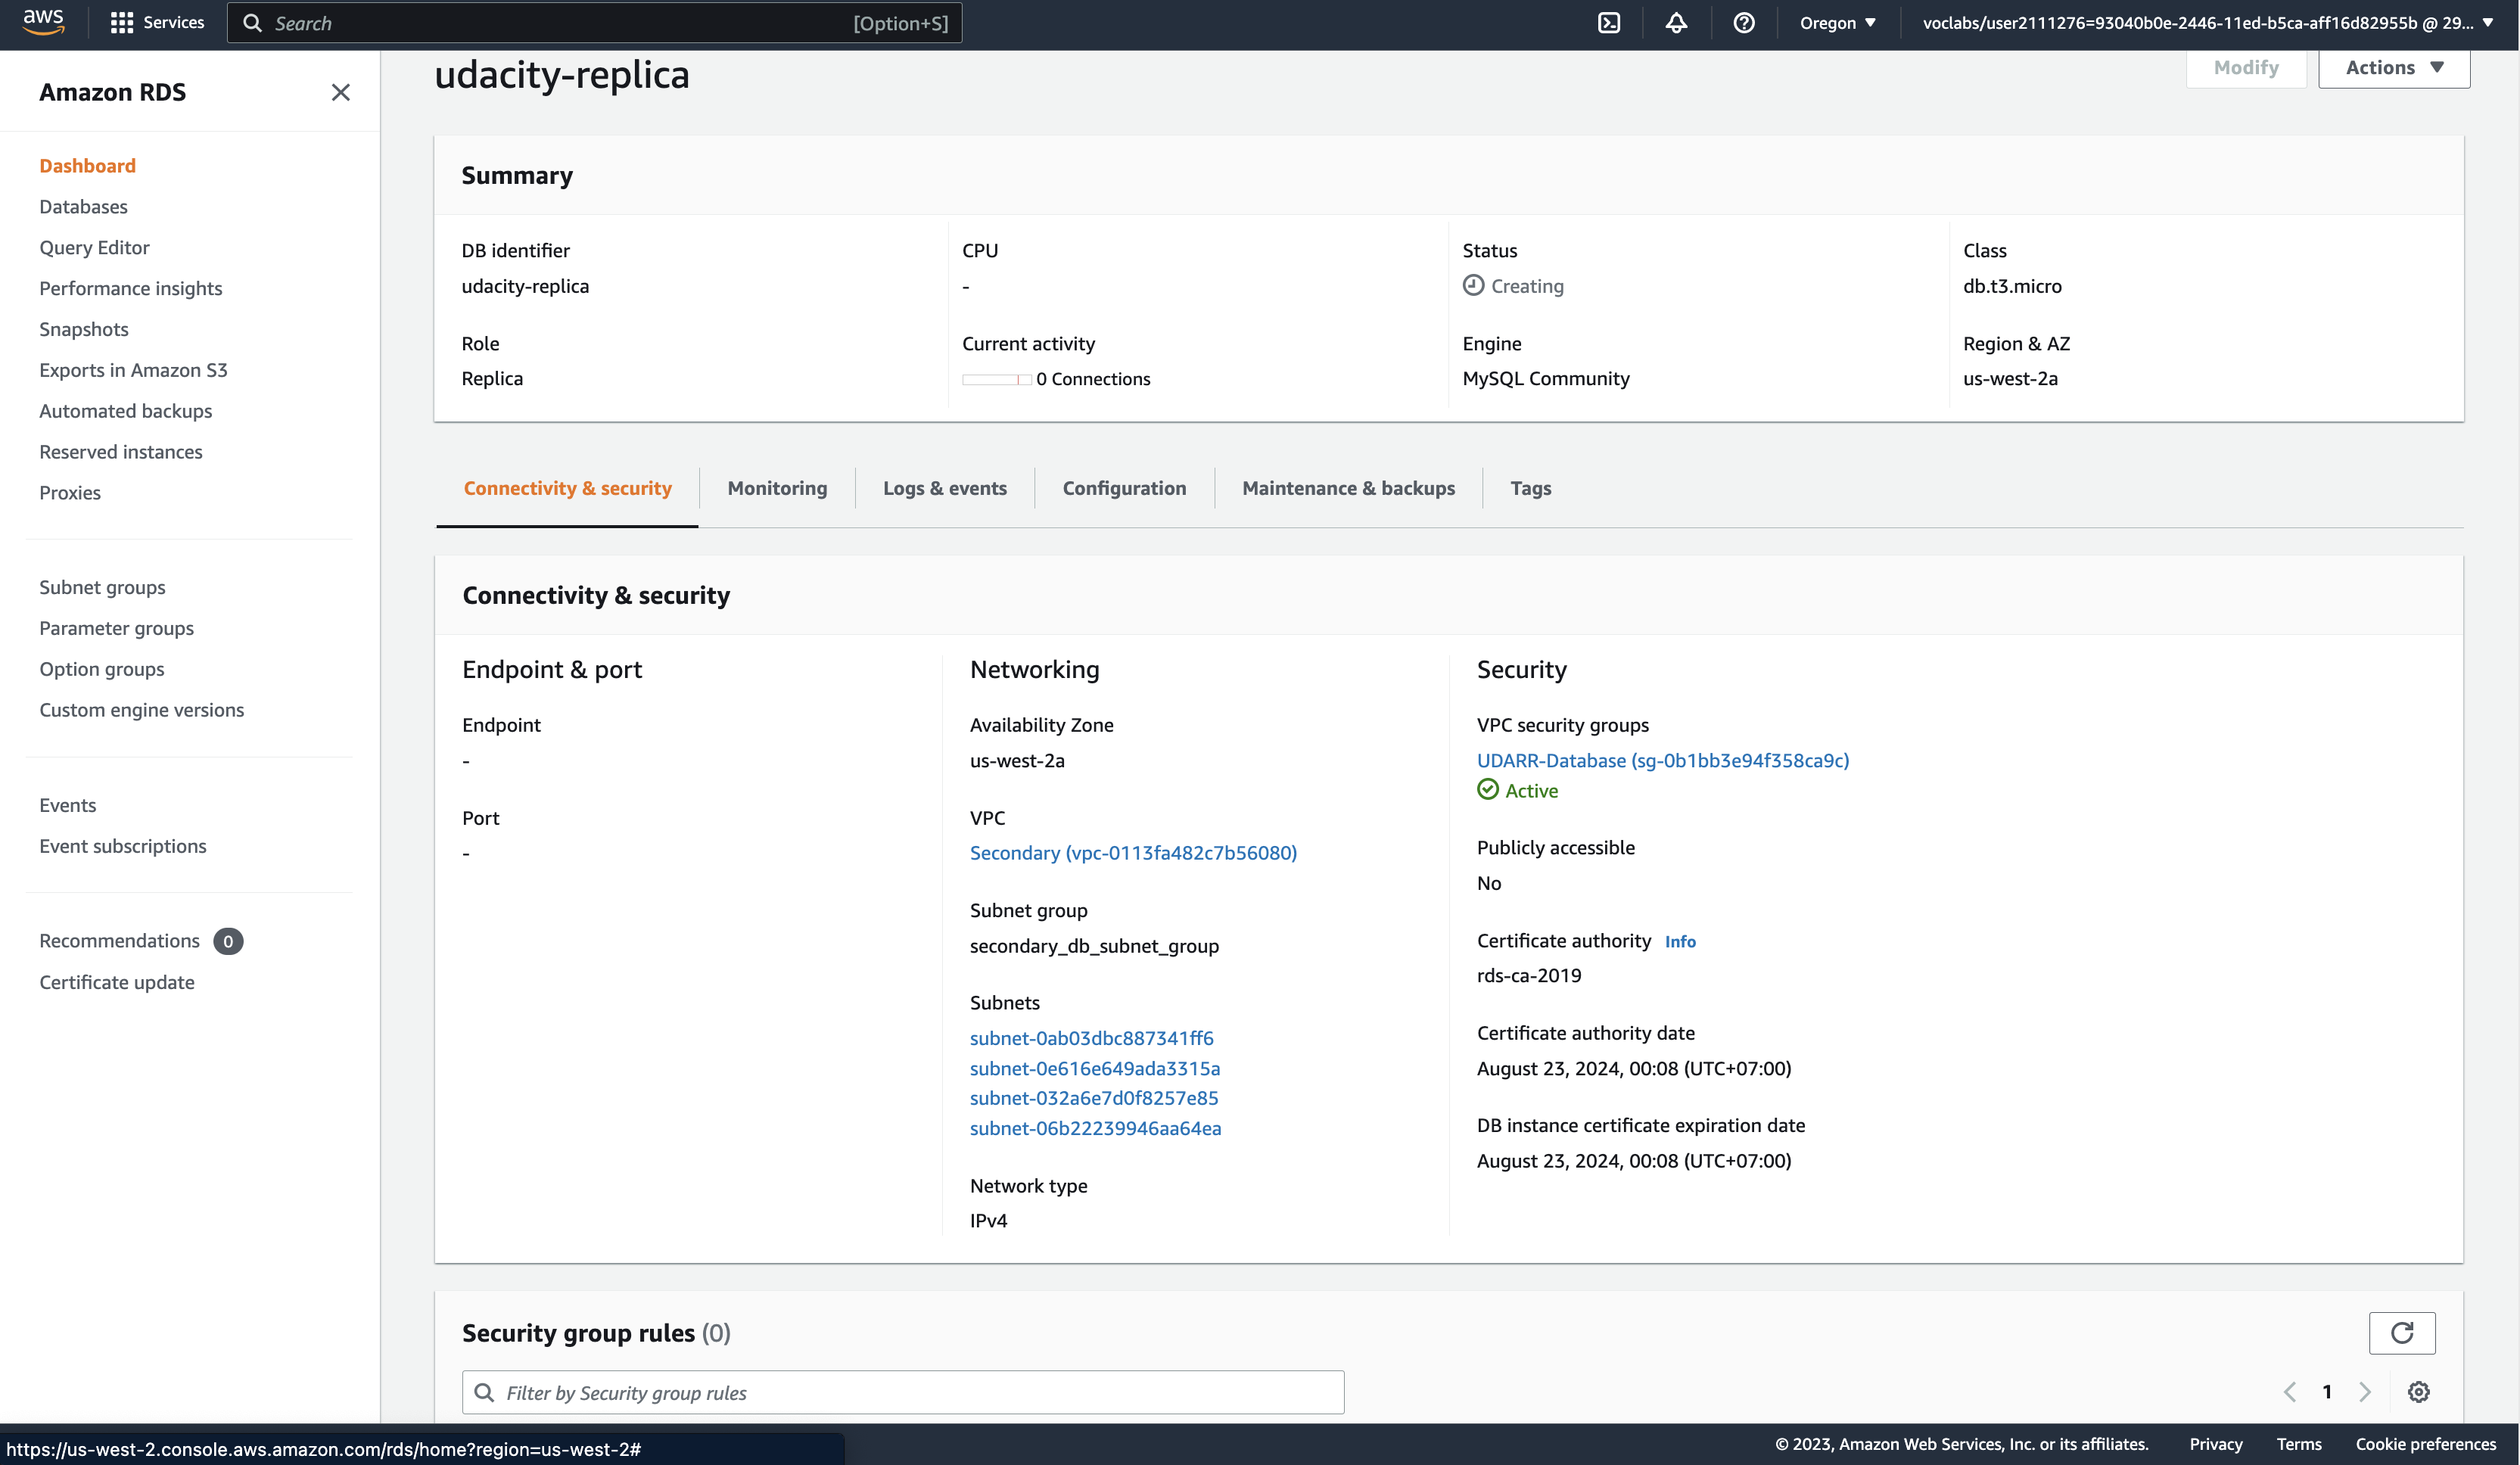 aws
Services
Search
[Option+S]
Oregon
voclabs/user2111276=93040b0e-2446-11ed-b5ca-aff16d82955b @ 29...
Amazon RDS
Dashboard
Databases
Query Editor
Performance insights
Snapshots
Exports in Amazon S3
Automated backups
Reserved instances
Proxies
Subnet groups
Parameter groups
Option groups
Custom engine versions
Events
Event subscriptions
Recommendations 0
Certificate update
udacity-replica
Modify
Actions
Summary
DB identifier
udacity-replica
CPU
-
Status
Creating
Class
db.t3.micro
Role
Replica
Current activity
0 Connections
Engine
MySQL Community
Region & AZ
us-west-2a
Connectivity & security
Monitoring
Logs & events
Configuration
Maintenance & backups
Tags
Connectivity & security
Endpoint & port
Endpoint
-
Port
-
Networking
Availability Zone
us-west-2a
VPC
Secondary (vpc-0113fa482c7b56080)
Subnet group
secondary_db_subnet_group
Subnets
subnet-0ab03dbc887341ff6
subnet-0e616e649ada3315a
subnet-032a6e7d0f8257e85
subnet-06b22239946aa64ea
Network type
IPv4
Security
VPC security groups
UDARR-Database (sg-0b1bb3e94f358ca9c)
Active
Publicly accessible
No
Certificate authority Info
rds-ca-2019
Certificate authority date
August 23, 2024, 00:08 (UTC+07:00)
DB instance certificate expiration date
August 23, 2024, 00:08 (UTC+07:00)
Security group rules (0)
Filter by Security group rules
1
https://us-west-2.console.aws.amazon.com/rds/home?region=us-west-2#
© 2023, Amazon Web Services, Inc. or its affiliates.
Privacy
Terms
Cookie preferences